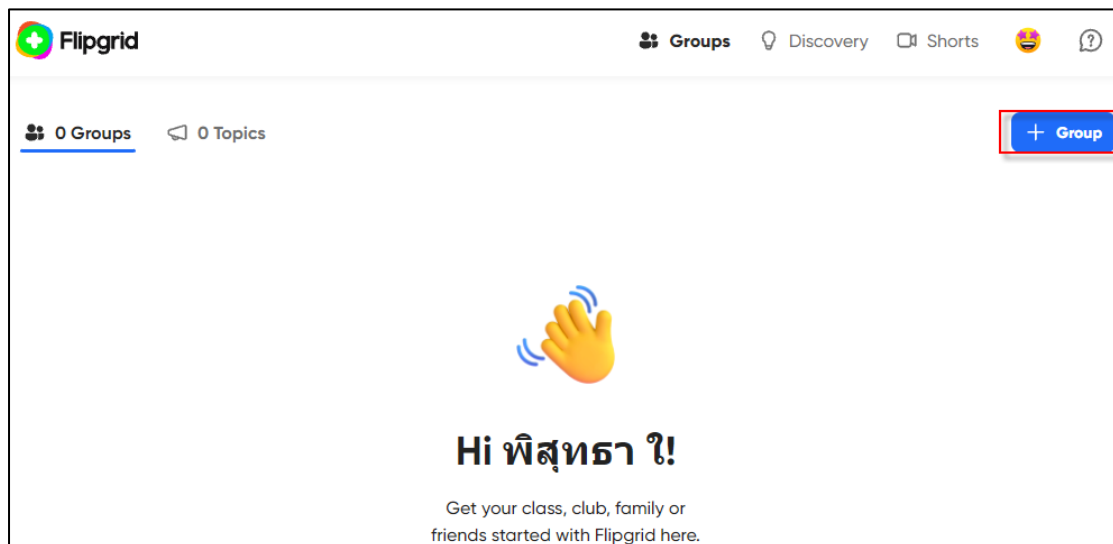 Flipgrid
Groups Discovery Shorts
0 Groups 0 Topics
+ Group
Hi พิสุทธา ใ!
Get your class, club, family or
friends started with Flipgrid here.